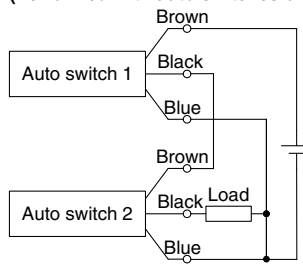 Brown
Auto switch 1
Black
Blue
Brown
Auto switch 2
Black Load
Blue